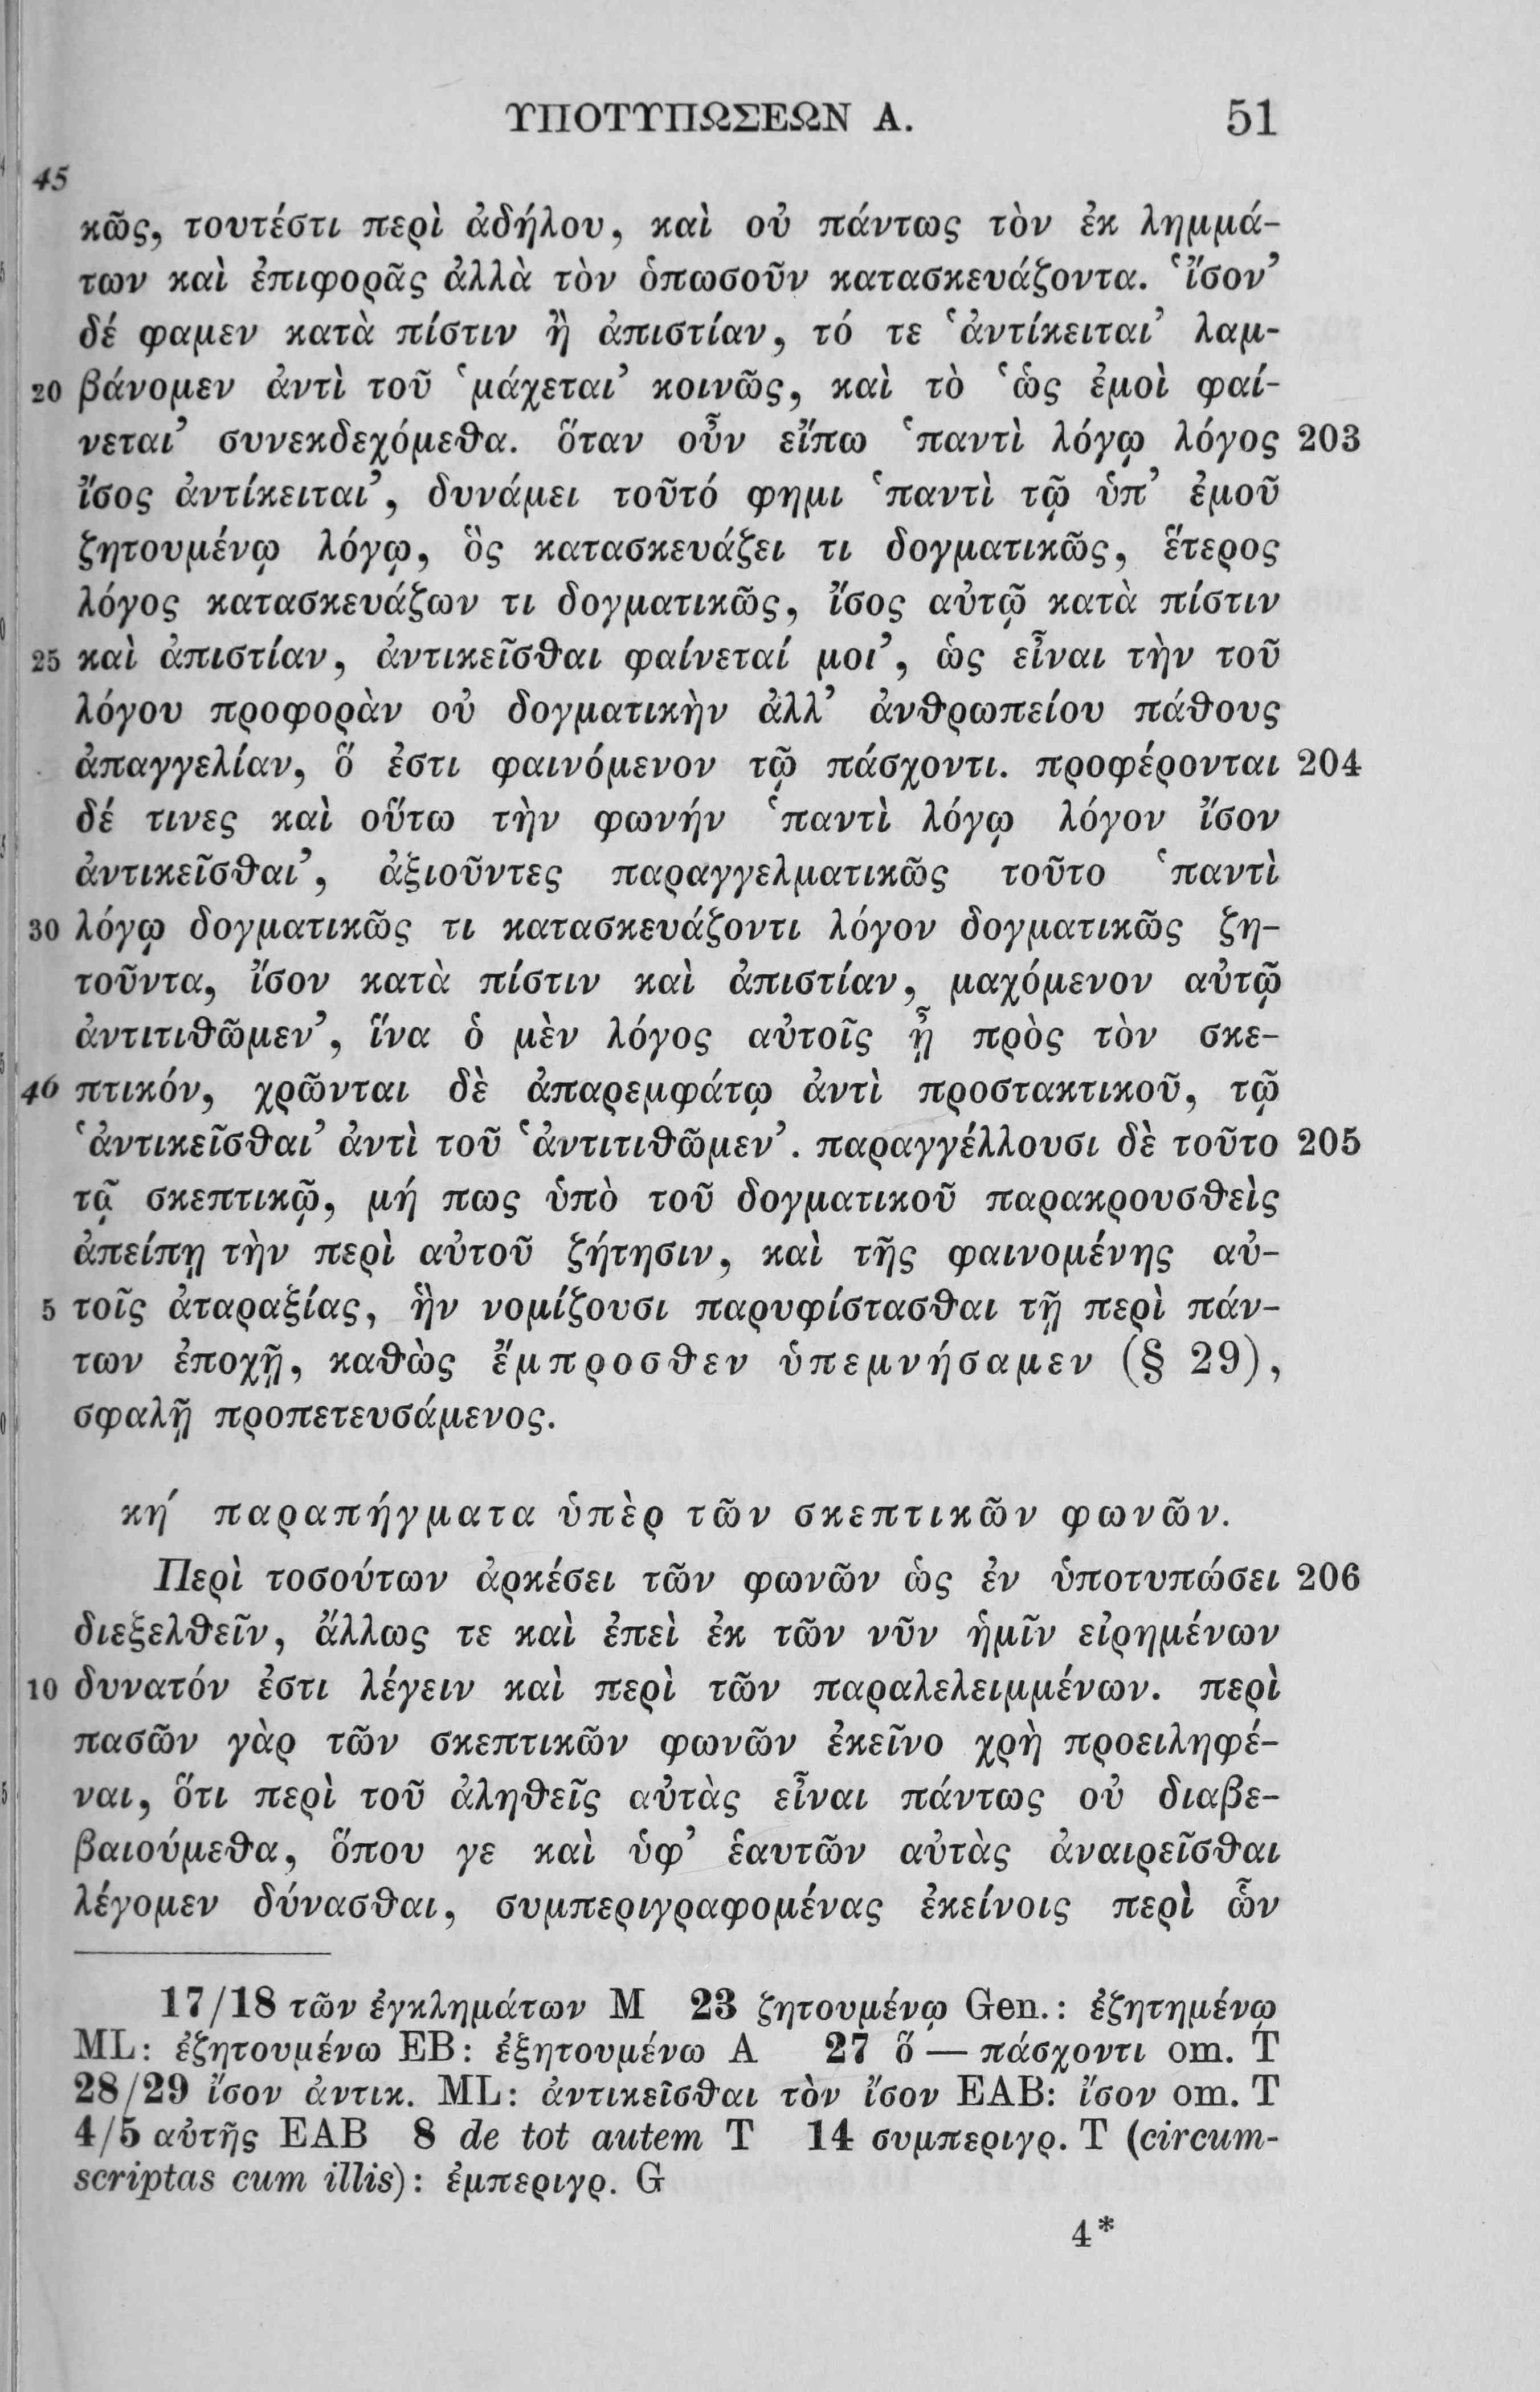 ΥΠΟΤΥΠΩΣΕΩΝ Α. 51
45
κῶς, τουτέστι περὶ ἀδήλου, καὶ οὐ πάντως τὸν ἐκ λημμά-
των καὶ ἐπιφορᾶς ἀλλὰ τὸν ὁπωσοῦν κατασκευάζοντα. ‘ἴσον’
δέ φαμεν κατὰ πίστιν ἢ ἀπιστίαν, τό τε ‘ἀντίκειται’ λαμ-
20 βάνομεν ἀντὶ τοῦ ‘μάχεται’ κοινῶς, καὶ τὸ ‘ὡς ἐμοὶ φαί-
νεται’ συνεκδεχόμεθα. ὅταν οὖν εἴπω ‘παντὶ λόγῳ λόγος 203
ἴσος ἀντίκειται’, δυνάμει τοῦτό φημι ‘παντὶ τῷ ὑπ’ ἐμοῦ
ζητουμένῳ λόγῳ, ὃς κατασκευάζει τι δογματικῶς, ἕτερος
λόγος κατασκευάζων τι δογματικῶς, ἴσος αὐτῷ κατὰ πίστιν
25 καὶ ἀπιστίαν, ἀντικεῖσθαι φαίνεταί μοι’, ὡς εἶναι τὴν τοῦ
λόγου προφορὰν οὐ δογματικὴν ἀλλ’ ἀνθρωπείου πάθους
ἀπαγγελίαν, ὅ ἐστι φαινόμενον τῷ πάσχοντι. προφέρονται 204
δέ τινες καὶ οὕτω τὴν φωνήν ‘παντὶ λόγῳ λόγον ἴσον
ἀντικεῖσθαι’, ἀξιοῦντες παραγγελματικῶς τοῦτο ‘παντὶ
30 λόγῳ δογματικῶς τι κατασκευάζοντι λόγον δογματικῶς ζη-
τοῦντα, ἴσον κατὰ πίστιν καὶ ἀπιστίαν, μαχόμενον αὐτῷ
ἀντιτιθῶμεν’, ἵνα ὁ μὲν λόγος αὐτοῖς ᾖ πρὸς τὸν σκε-
46 πτικόν, χρῶνται δὲ ἀπαρεμφάτῳ ἀντὶ προστακτικοῦ, τῷ
‘ἀντικεῖσθαι’ ἀντὶ τοῦ ‘ἀντιτιθῶμεν’. παραγγέλλουσι δὲ τοῦτο 205
τῷ σκεπτικῷ, μή πως ὑπὸ τοῦ δογματικοῦ παρακρουσθεὶς
ἀπείπῃ τὴν περὶ αὐτοῦ ζήτησιν, καὶ τῆς φαινομένης αὐ-
5 τοῖς ἀταραξίας, ἣν νομίζουσι παρυφίστασθαι τῇ περὶ πάν-
των ἐποχῇ, καθὼς ἔμπροσθεν ὑπεμνήσαμεν (§ 29),
σφαλῇ προπετευσάμενος.
κή παραπήγματα ὑπὲρ τῶν σκεπτικῶν φωνῶν.
Περὶ τοσούτων ἀρκέσει τῶν φωνῶν ὡς ἐν ὑποτυπώσει 206
διεξελθεῖν, ἄλλως τε καὶ ἐπεὶ ἐκ τῶν νῦν ἡμῖν εἰρημένων
10 δυνατόν ἐστι λέγειν καὶ περὶ τῶν παραλελειμμένων. περὶ
πασῶν γὰρ τῶν σκεπτικῶν φωνῶν ἐκεῖνο χρὴ προειληφέ-
ναι, ὅτι περὶ τοῦ ἀληθεῖς αὐτὰς εἶναι πάντως οὐ διαβε-
βαιούμεθα, ὅπου γε καὶ ὑφ’ ἑαυτῶν αὐτὰς ἀναιρεῖσθαι
λέγομεν δύνασθαι, συμπεριγραφομένας ἐκείνοις περὶ ὧν
17/18 τῶν ἐγκλημάτων M 23 ζητουμένῳ Gen.: ἐζητημένῳ
ML: ἐζητουμένω EB: ἐξητουμένω A 27 ὅ — πάσχοντι om. T
28/29 ἴσον ἀντικ. ML: ἀντικεῖσθαι τὸν ἴσον EAB: ἴσον om. T
4/5 αὐτῆς EAB 8 de tot autem T 14 συμπεριγρ. T (circum-
scriptas cum illis): ἐμπεριγρ. G
4*